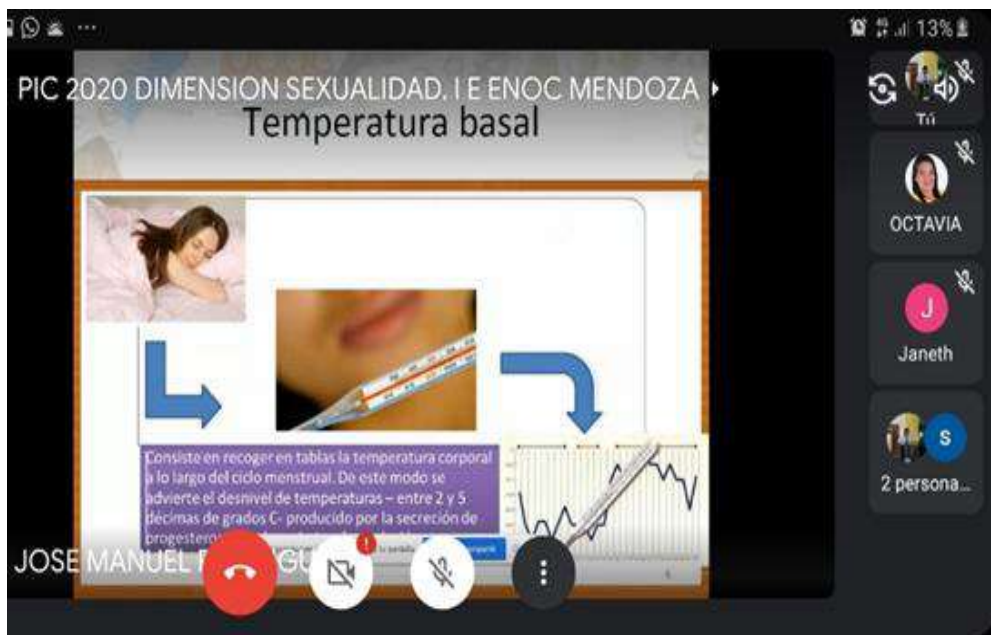 13%
PIC 2020 DIMENSION SEXUALIDAD. I E ENOC MENDOZA
Temperatura basal
Tú
OCTAVIA
J
Janeth
S
2 persona...
Consiste en recoger en tablas la temperatura corporal
a lo largo del ciclo menstrual. De este modo se
advierte el desnivel de temperaturas – entre 2 y 5
décimas de grados C- producido por la secreción de
JOSE MANUEL